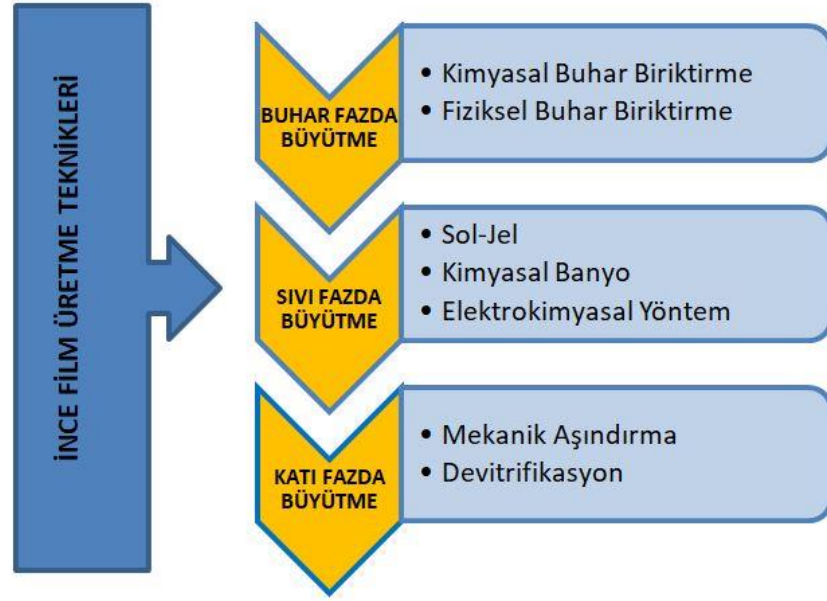 İNCE FİLM ÜRETME TEKNİKLERİ
BUHAR FAZDA
BÜYÜTME
• Kimyasal Buhar Biriktirme
• Fiziksel Buhar Biriktirme
SIVI FAZDA
BÜYÜTME
• Sol-Jel
• Kimyasal Banyo
• Elektrokimyasal Yöntem
KATI FAZDA
BÜYÜTME
• Mekanik Aşındırma
• Devitrifikasyon